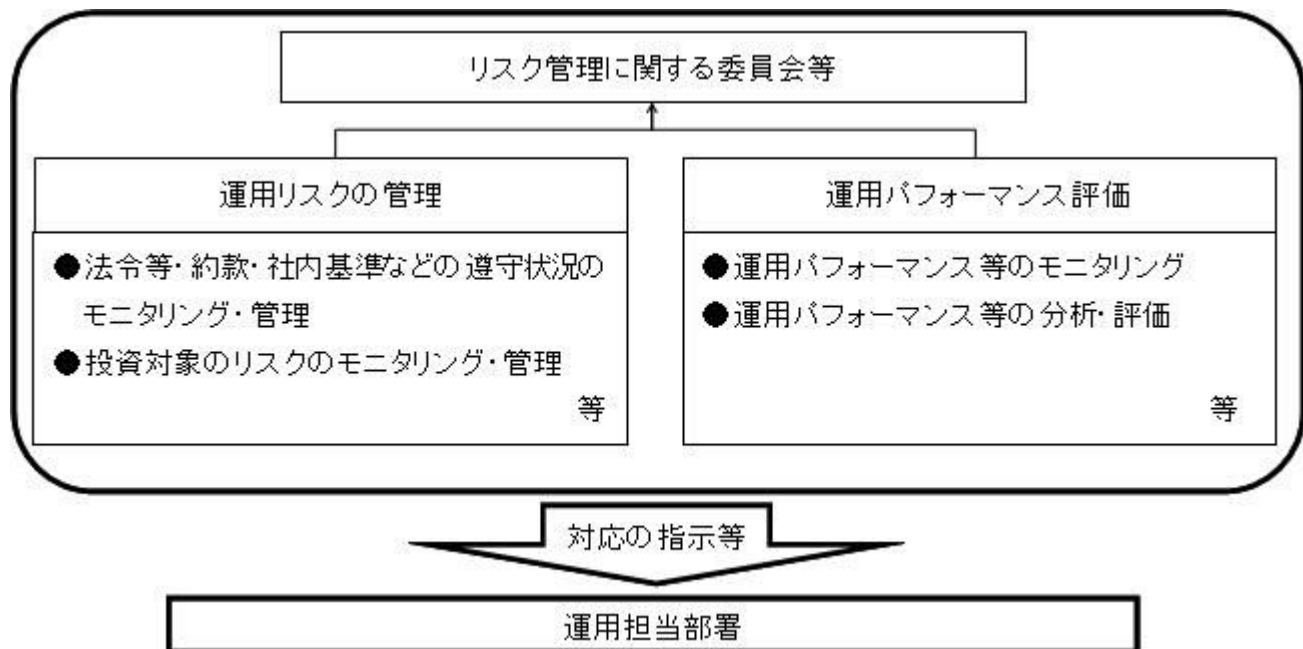 リスク管理に関する委員会等
運用リスクの管理
●法令等・約款・社内基準などの遵守状況の
モニタリング・管理
●投資対象のリスクのモニタリング・管理
等
運用パフォーマンス評価
●運用パフォーマンス等のモニタリング
●運用パフォーマンス等の分析・評価
等
対応の指示等
運用担当部署